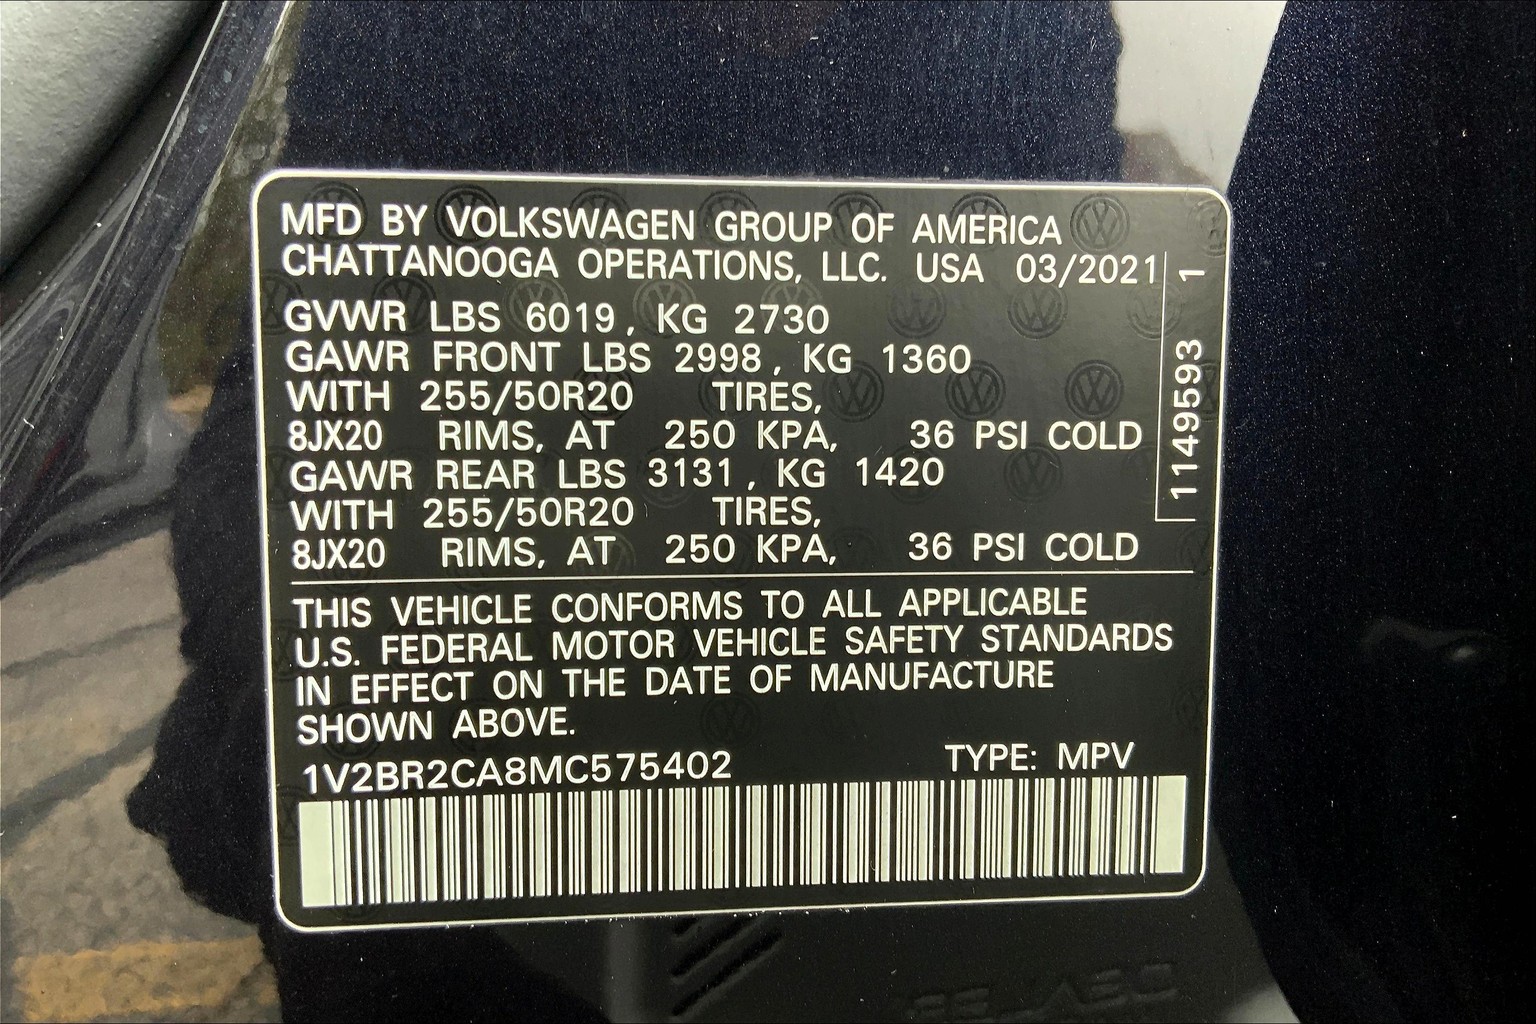 MFD BY VOLKSWAGEN GROUP OF AMERICA
CHATTANOOGA OPERATIONS, LLC. USA 03/2021
GVWR LBS 6019, KG 2730
GAWR FRONT LBS 2998, KG 1360
WITH 255/50R20 TIRES,
8JX20 RIMS, AT 250 KPA, 36 PSI COLD
GAWR REAR LBS 3131, KG 1420
WITH 255/50R20 TIRES,
8JX20 RIMS, AT 250 KPA, 36 PSI COLD
11149593 1
THIS VEHICLE CONFORMS TO ALL APPLICABLE
U.S. FEDERAL MOTOR VEHICLE SAFETY STANDARDS
IN EFFECT ON THE DATE OF MANUFACTURE
SHOWN ABOVE.
1V2BR2CA8MC575402 TYPE: MPV